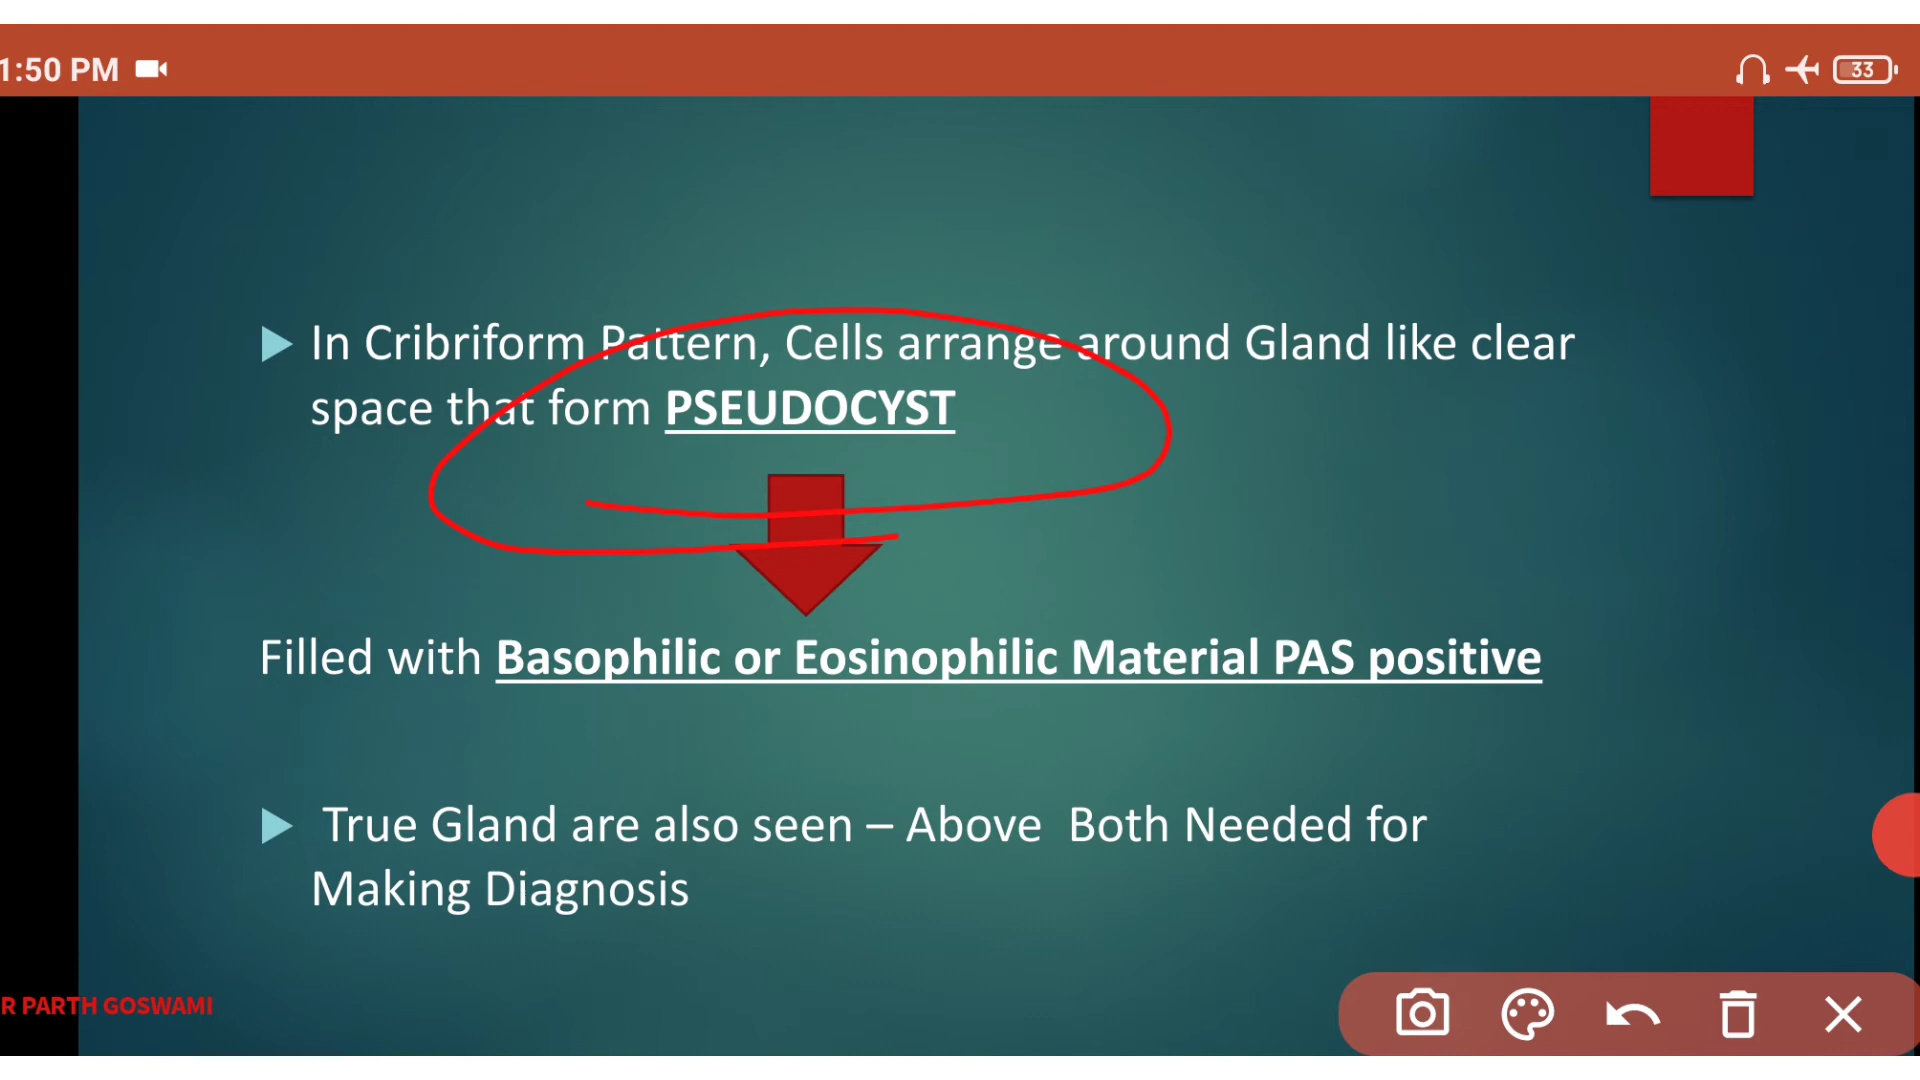 1:50 PM
33
In Cribriform Pattern, Cells arrange around Gland like clear
space that form PSEUDOCYST
Filled with Basophilic or Eosinophilic Material PAS positive
True Gland are also seen – Above Both Needed for
Making Diagnosis
R PARTH GOSWAMI